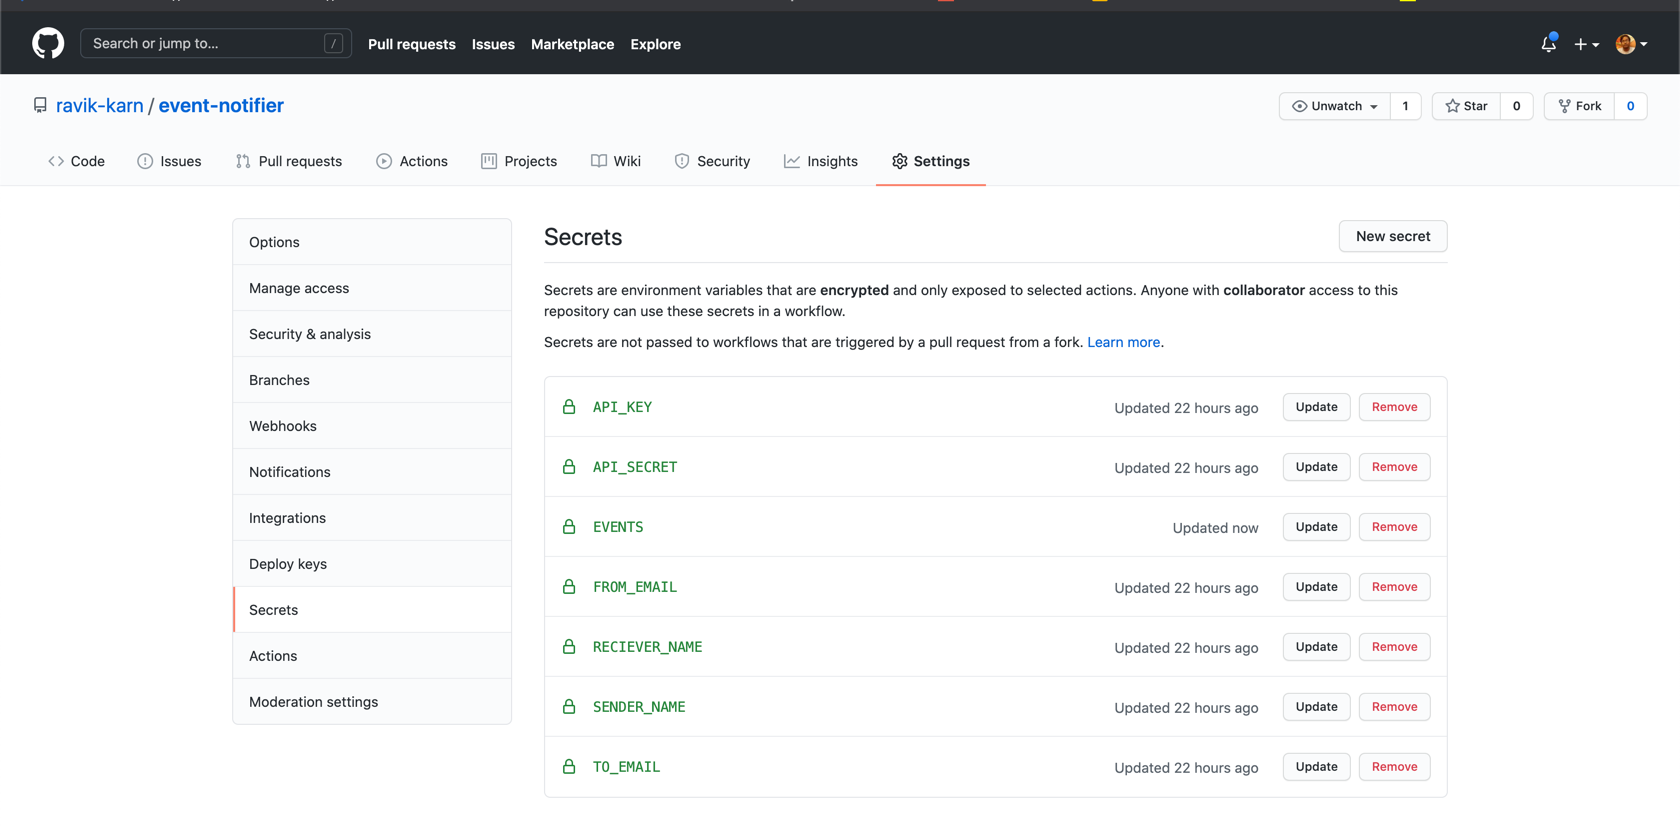 Search or jump to... /
Pull requests Issues Marketplace Explore
ravik-karn / event-notifier
Unwatch 1 Star 0 Fork 0
Code Issues Pull requests Actions Projects Wiki Security Insights Settings
Options
Manage access
Security & analysis
Branches
Webhooks
Notifications
Integrations
Deploy keys
Secrets
Actions
Moderation settings
Secrets
New secret
Secrets are environment variables that are encrypted and only exposed to selected actions. Anyone with collaborator access to this
repository can use these secrets in a workflow.
Secrets are not passed to workflows that are triggered by a pull request from a fork. Learn more.
API_KEY Updated 22 hours ago Update Remove
API_SECRET Updated 22 hours ago Update Remove
EVENTS Updated now Update Remove
FROM_EMAIL Updated 22 hours ago Update Remove
RECIEVER_NAME Updated 22 hours ago Update Remove
SENDER_NAME Updated 22 hours ago Update Remove
TO_EMAIL Updated 22 hours ago Update Remove